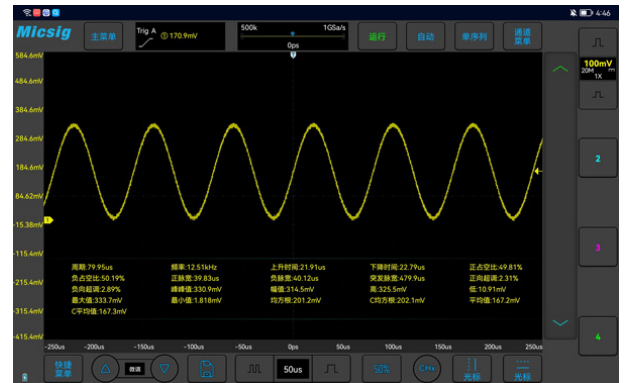 4:46
Micsig 主菜单 Trig A ① 170.9mV 500k 1GSa/s 0ps 运行 自动 单序列 通道菜单
T
100mV
20M
1X
584.6mV
484.6mV
384.6mV
284.6mV
184.6mV
84.62mV
-15.38mV
-115.4mV
-215.4mV
-315.4mV
-415.4mV
1
2
3
4
周期:79.95us 频率:12.51kHz 上升时间:21.91us 下降时间:22.79us 正占空比:49.81%
负占空比:50.19% 正脉宽:39.83us 负脉宽:40.12us 突发脉宽:479.9us 正向超调:2.31%
负向超调:2.89% 峰峰值:330.9mV 幅值:314.5mV 高:325.5mV 低:10.91mV
最大值:333.7mV 最小值:1.818mV 均方根:201.2mV C均方根:202.1mV 平均值:167.2mV
C平均值:167.3mV
-250us -200us -150us -100us -50us 0ps 50us 100us 150us 200us 250us
快捷菜单 微调 50us 50% CHx 光标 光标